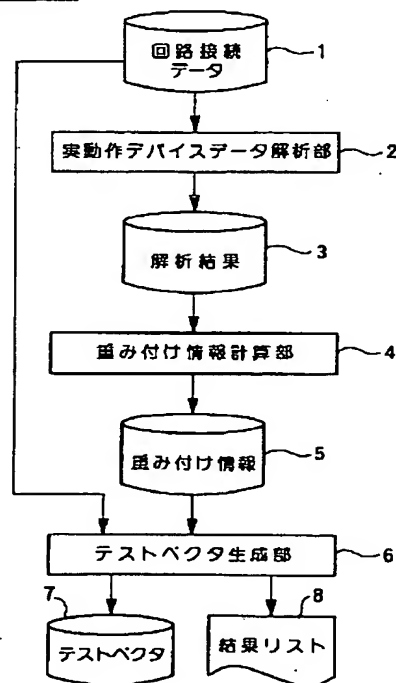 回路接続
データ
1
実動作デバイスデータ解析部
2
解析結果
3
重み付け情報計算部
4
重み付け情報
5
テストベクタ生成部
6
7
テストベクタ
8
結果リスト